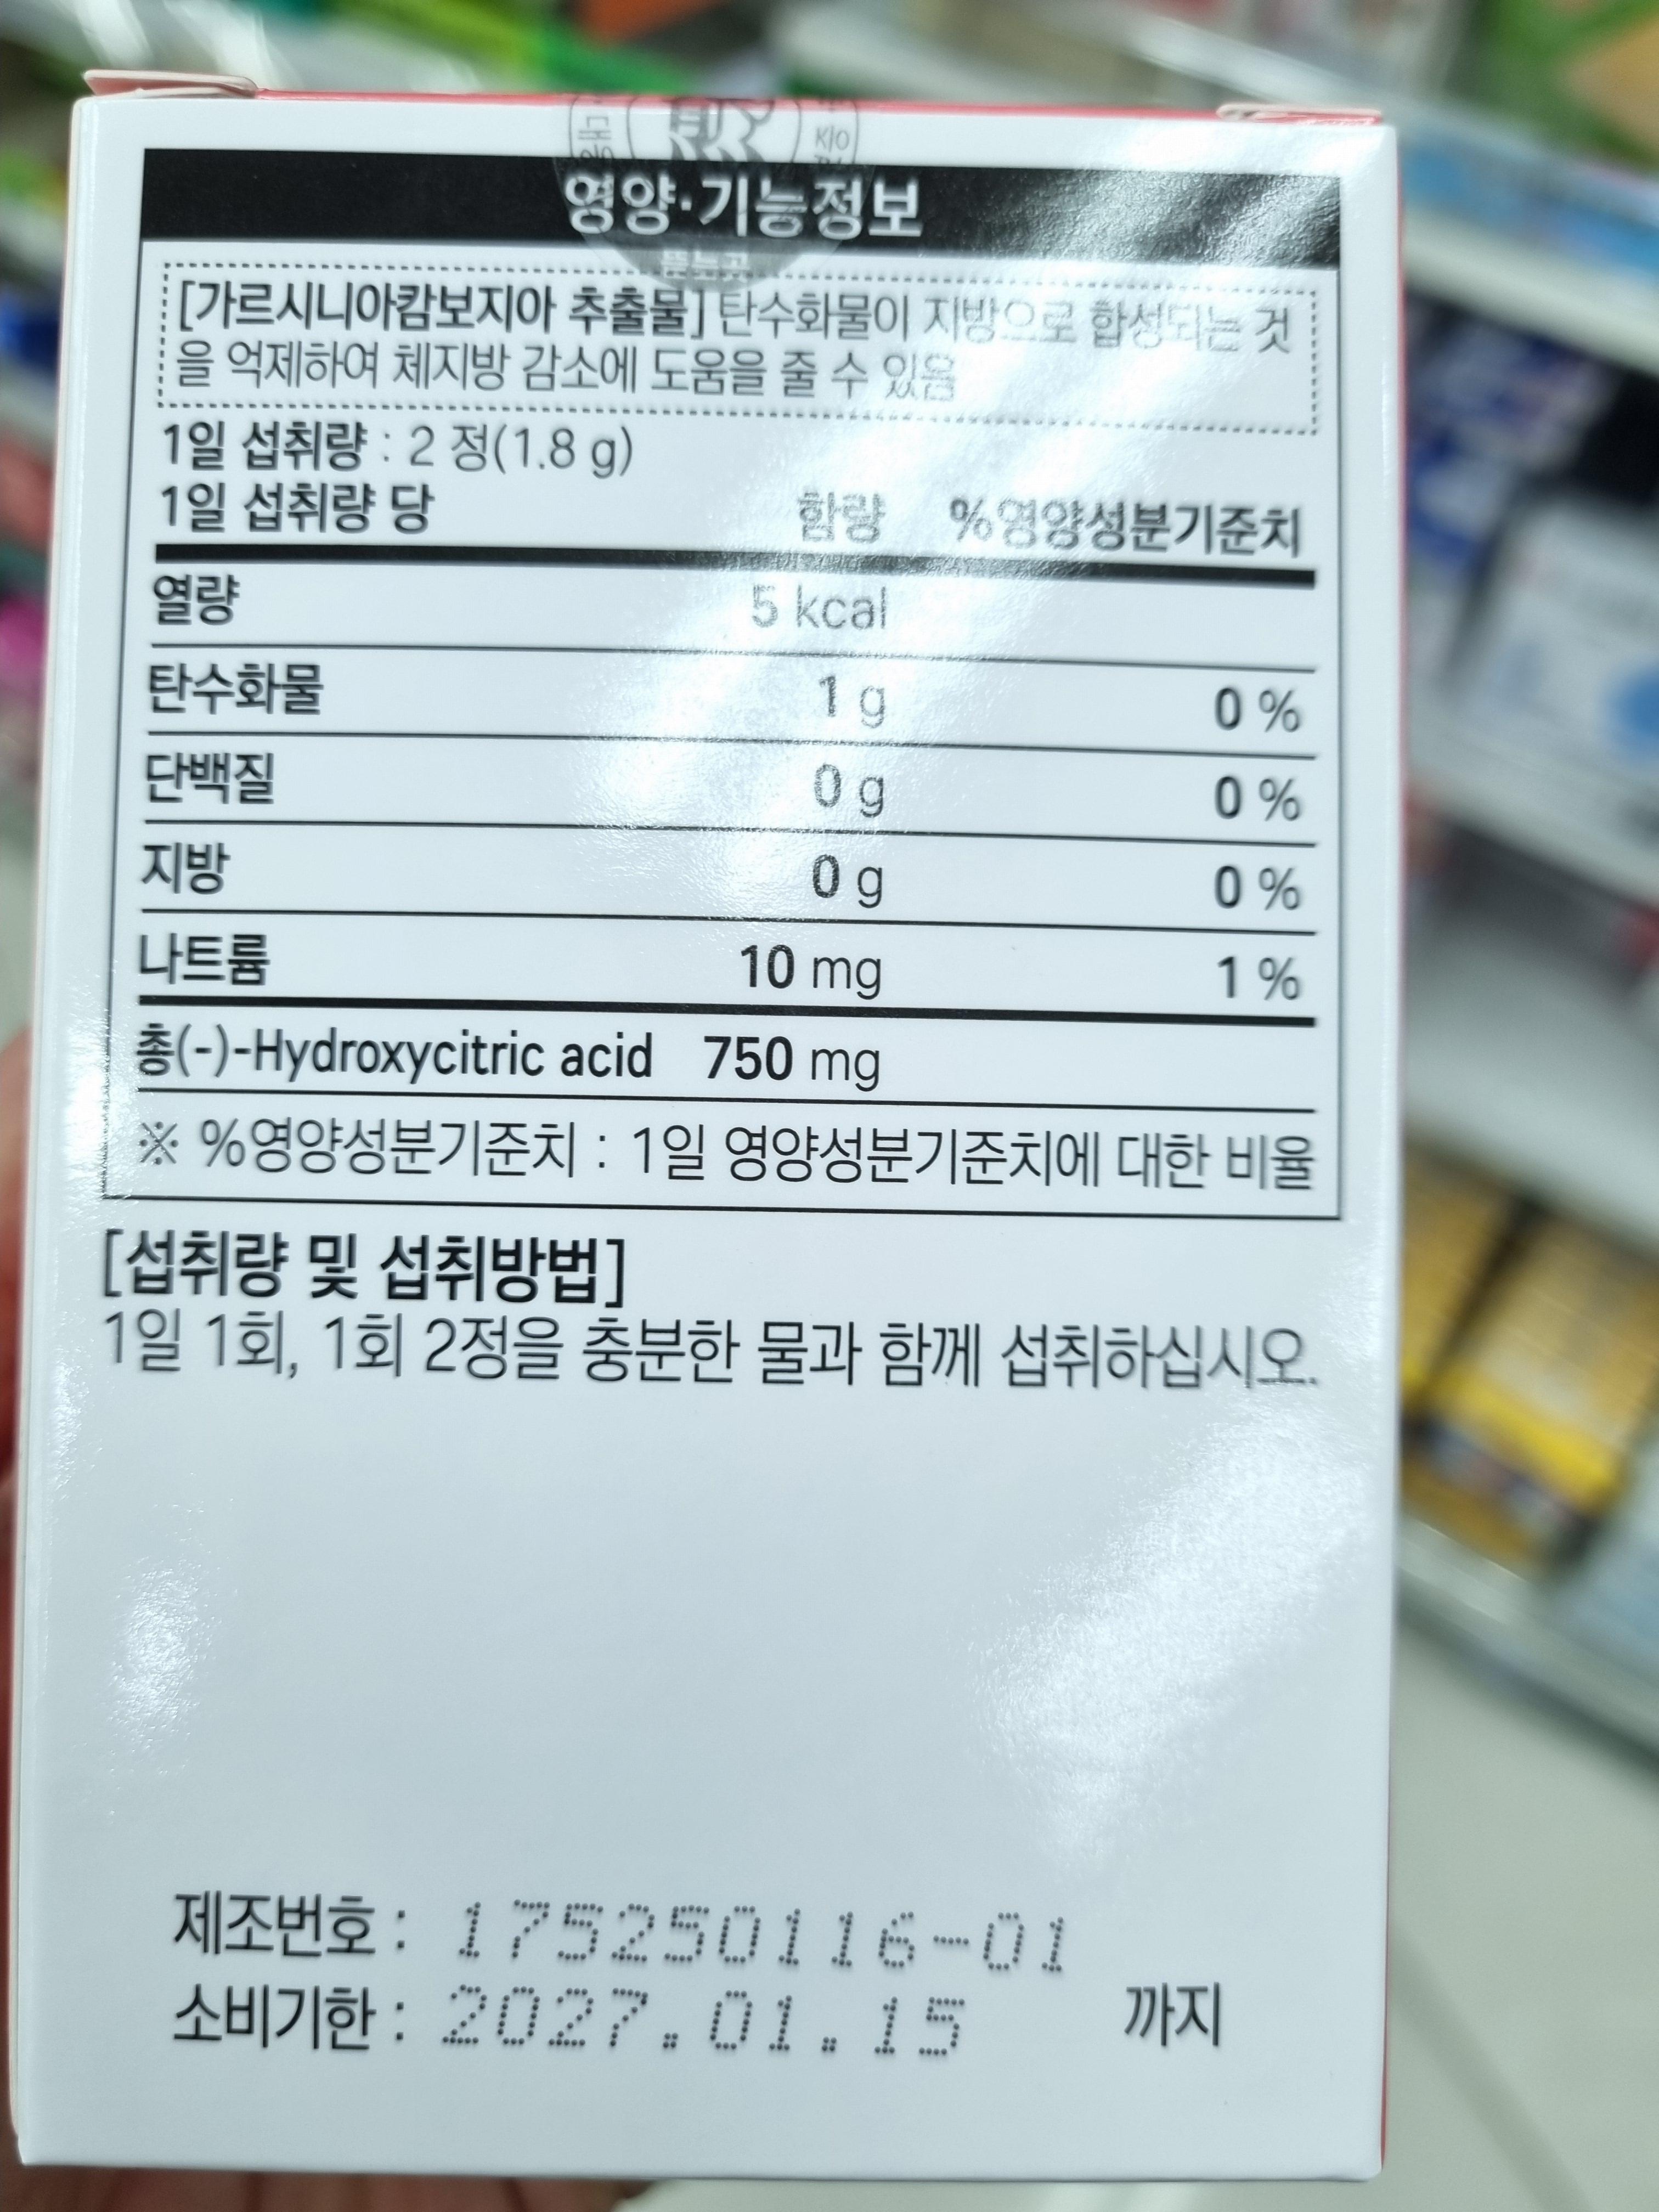 영양·기능정보
[가르시니아캄보지아 추출물] 탄수화물이 지방으로 합성되는 것
을 억제하여 체지방 감소에 도움을 줄 수 있음
1일 섭취량 : 2 정(1.8 g)
1일 섭취량 당 함량 %영양성분기준치
열량 5 kcal
탄수화물 1 g 0 %
단백질 0 g 0 %
지방 0 g 0 %
나트륨 10 mg 1 %
총(-)-Hydroxycitric acid 750 mg
※ %영양성분기준치 : 1일 영양성분기준치에 대한 비율
[섭취량 및 섭취방법]
1일 1회, 1회 2정을 충분한 물과 함께 섭취하십시오.
제조번호 : 175250116-01
소비기한 : 2027.01.15 까지